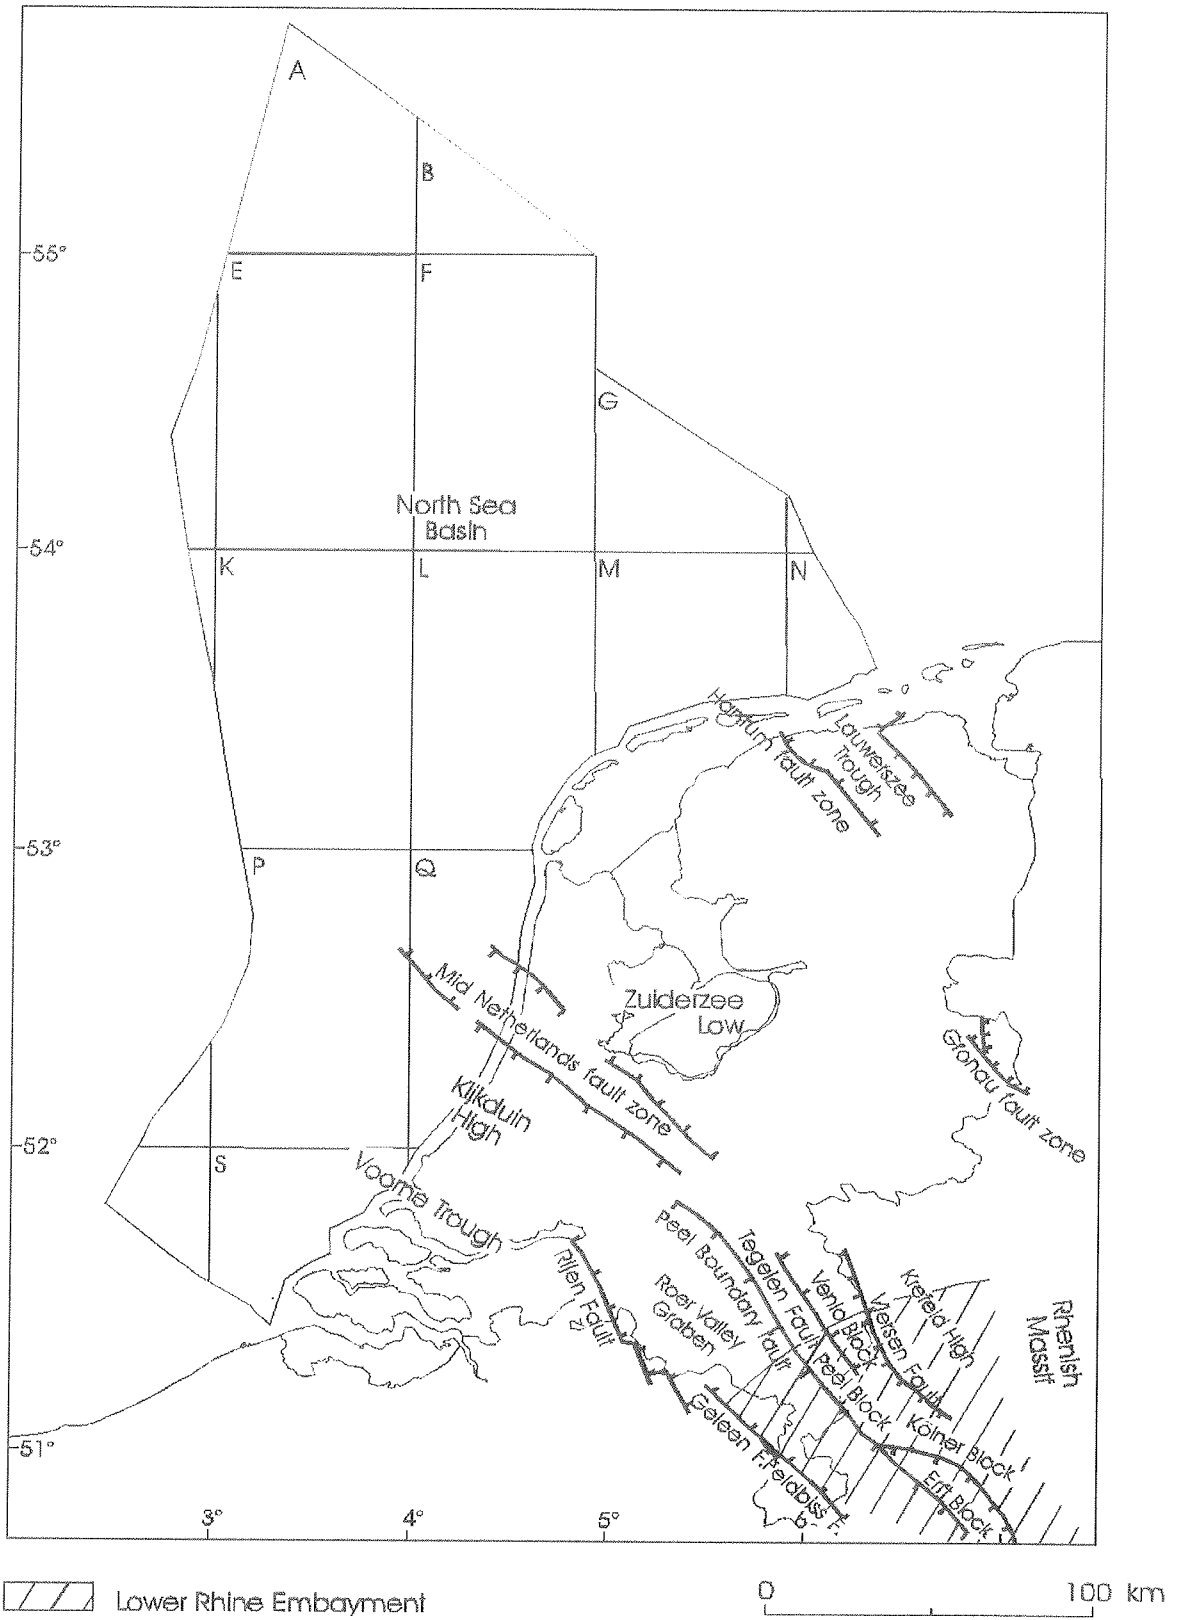 A
B
55°
E
F
G
North Sea
Basin
54°
K
L
M
N
Hantum fault zone
Lauwerszee
Trough
53°
P
Q
Mid Netherlands fault zone
Zuiderzee
Low
Gronau fault zone
Klijkduin
High
52°
S
Voorne Trough
Rijen Fault
Peel Boundary fault
Tegelen Fault
Venlo Block
Viersen Fault
Krefeld High
Roer Valley
Graben
Rhenish
Massif
Peel Block
Kölner Block
Geleen F.
Feldbiss F.
Erft Block
51°
3°
4°
5°
6°
Lower Rhine Embayment
0
100 km